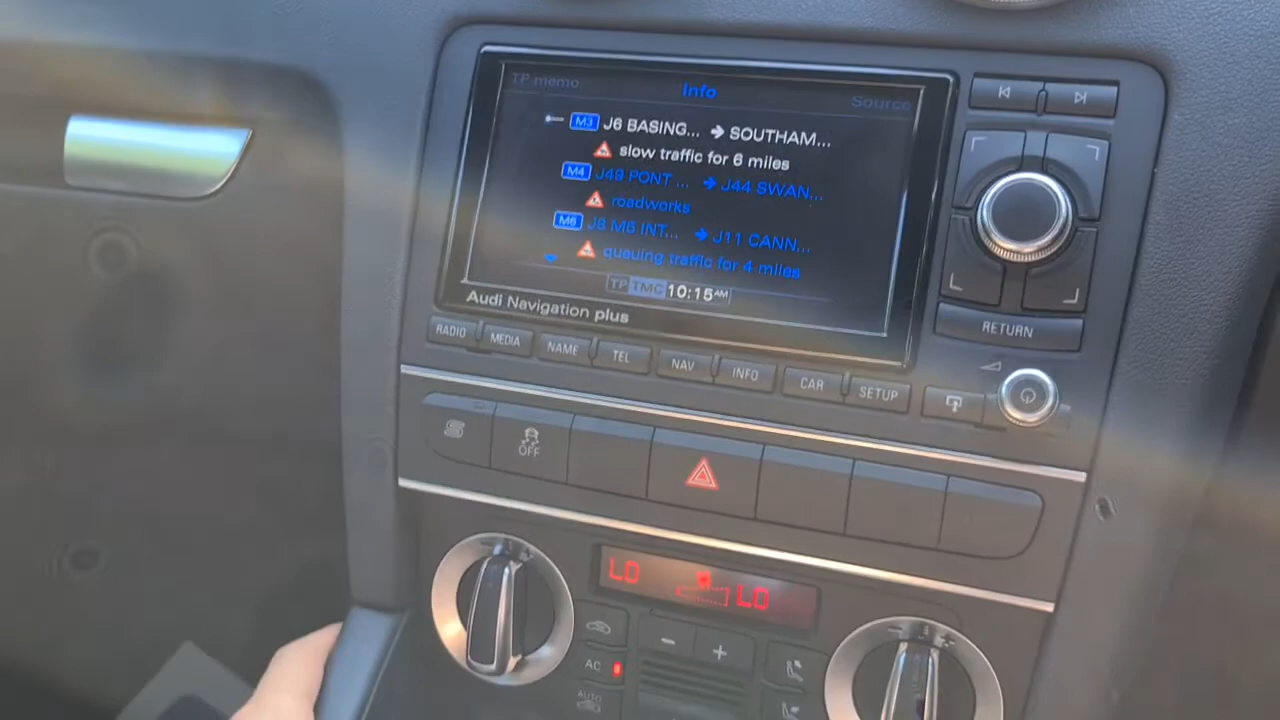 TP memo Info Source
M3 J6 BASING... → SOUTHAM...
slow traffic for 6 miles
M4 J49 PONT ... → J44 SWAN...
roadworks
M6 J8 M5 INT... → J11 CANN...
queuing traffic for 4 miles
TP TMC 10:15AM
Audi Navigation plus
RADIO MEDIA NAME TEL NAV INFO CAR SETUP
RETURN
OFF
LO LO
AC
AUTO